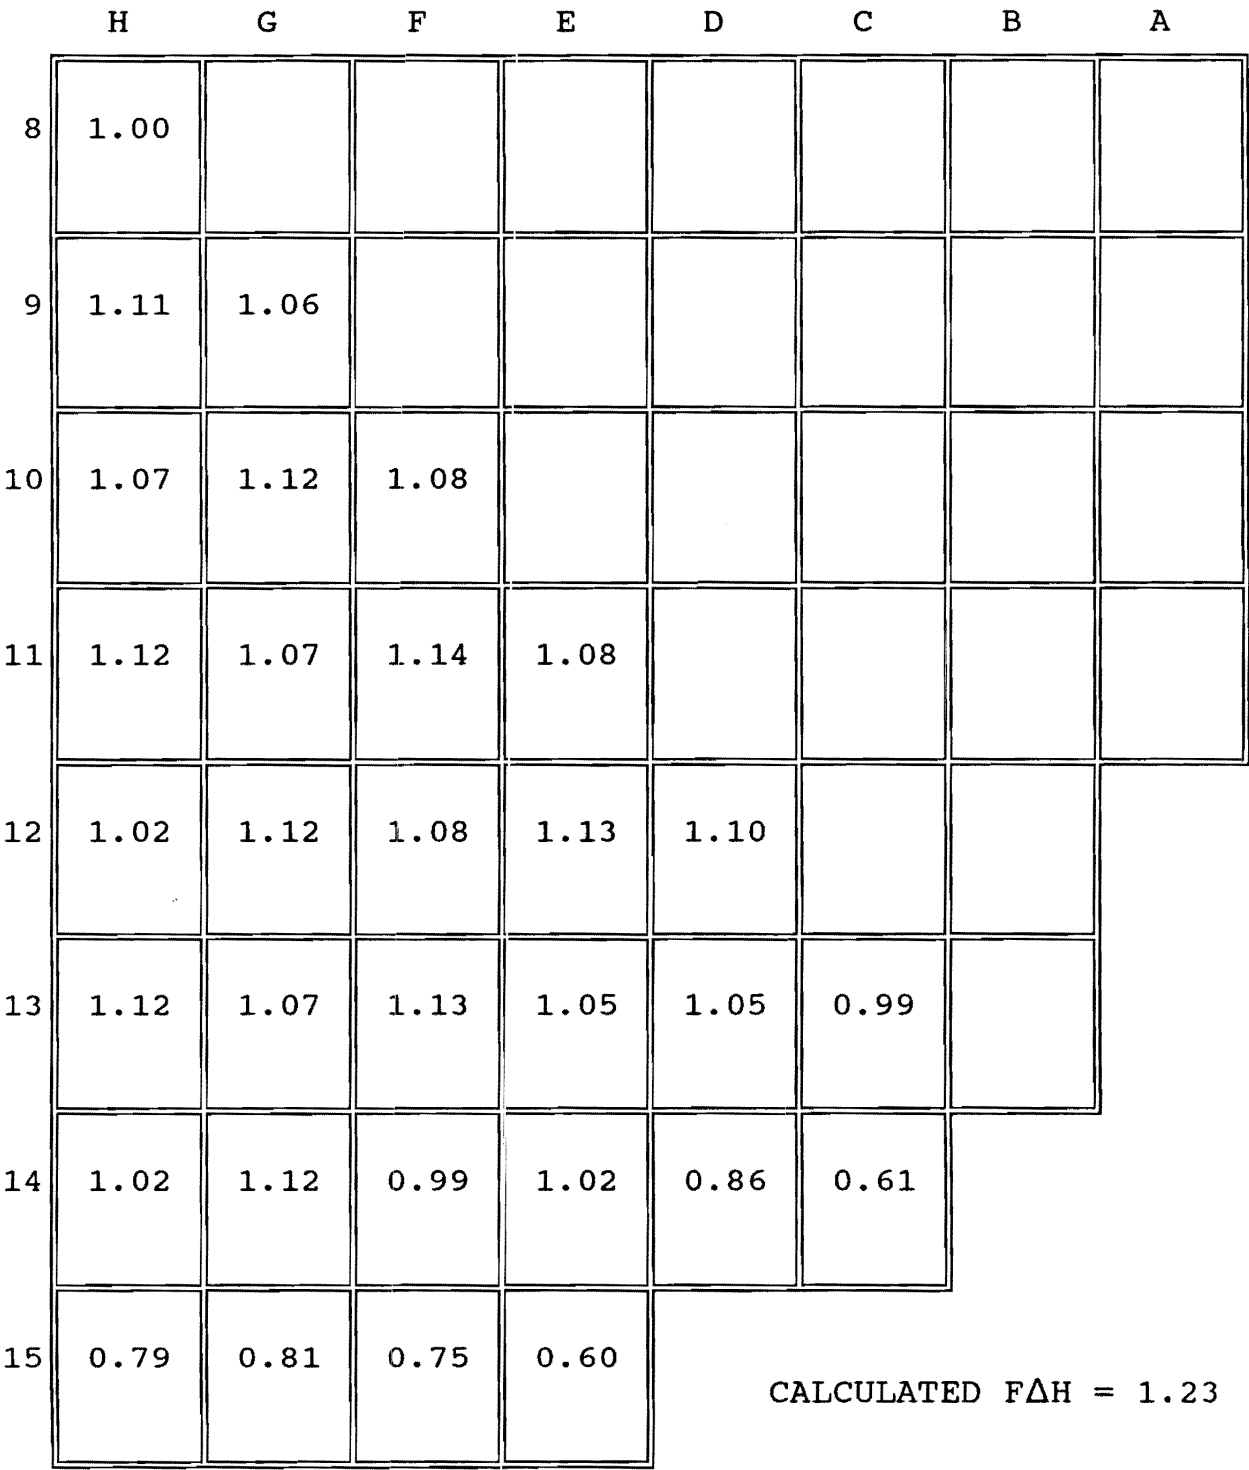 H G F E D C B A
8 1.00
9 1.11 1.06
10 1.07 1.12 1.08
11 1.12 1.07 1.14 1.08
12 1.02 1.12 1.08 1.13 1.10
13 1.12 1.07 1.13 1.05 1.05 0.99
14 1.02 1.12 0.99 1.02 0.86 0.61
15 0.79 0.81 0.75 0.60
CALCULATED FΔH = 1.23